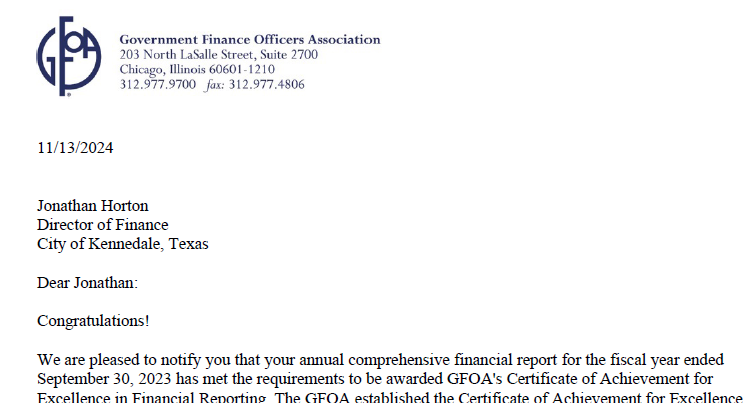 GFOA
Government Finance Officers Association
203 North LaSalle Street, Suite 2700
Chicago, Illinois 60601-1210
312.977.9700 fax: 312.977.4806
11/13/2024
Jonathan Horton
Director of Finance
City of Kennedale, Texas
Dear Jonathan:
Congratulations!
We are pleased to notify you that your annual comprehensive financial report for the fiscal year ended
September 30, 2023 has met the requirements to be awarded GFOA's Certificate of Achievement for
Excellence in Financial Reporting. The GFOA established the Certificate of Achievement for Excellence